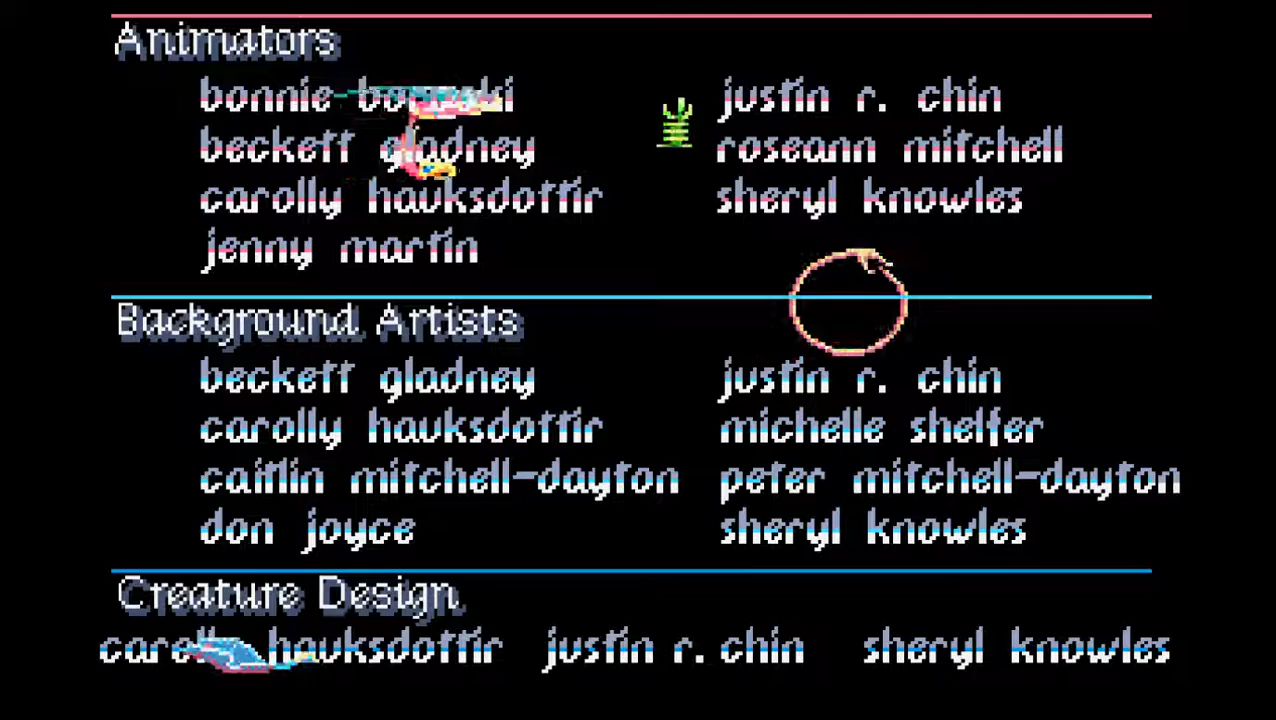 Animators
bonnie justin r. chin
beckett gladney roseann mitchell
carolly hauksdottir sheryl knowles
jenny martin
Background Artists
beckett gladney justin r. chin
carolly hauksdottir michelle shelfer
caitlin mitchell-dayton peter mitchell-dayton
don joyce sheryl knowles
Creature Design
carolly hauksdottir justin r. chin sheryl knowles